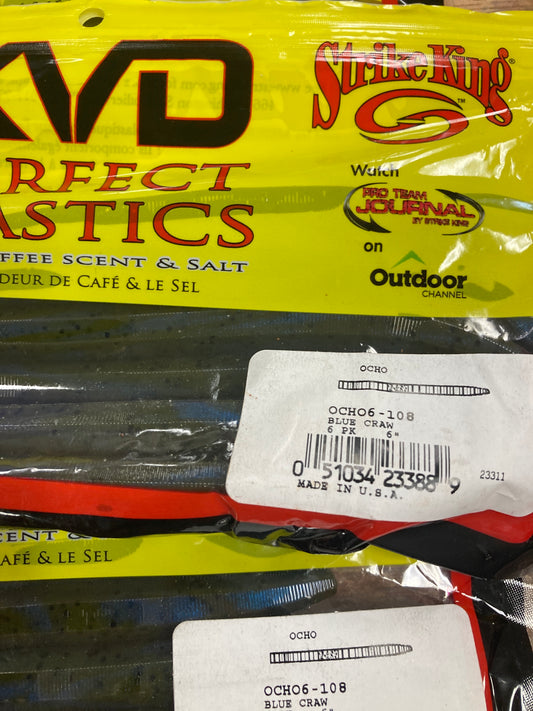 KVD
Strike King®
™
RFECT
ASTICS
FFEE SCENT & SALT
DEUR DE CAFÉ & LE SEL
Watch
PRO TEAM
JOURNAL
BY STRIKE KING
on
Outdoor
CHANNEL
OCHO
OCHO6-108
BLUE CRAW
6 PK 6"
0 51034 23388 9
23311
MADE IN U.S.A.
CENT &
AFÉ & LE SEL
OCHO
OCHO6-108
BLUE CRAW